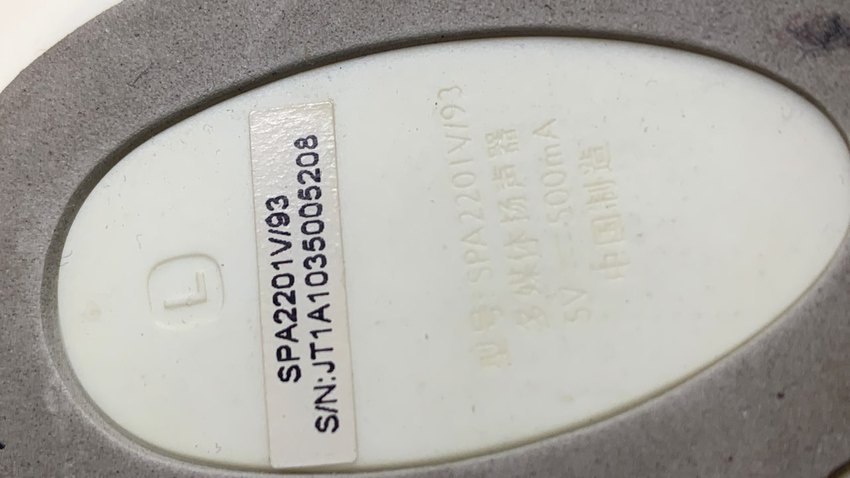 L
SPA2201V/93
S/N:JT1A1035005208
型号:SPA2201V/93
多媒体扬声器
5V ⎓ 500mA
中国制造